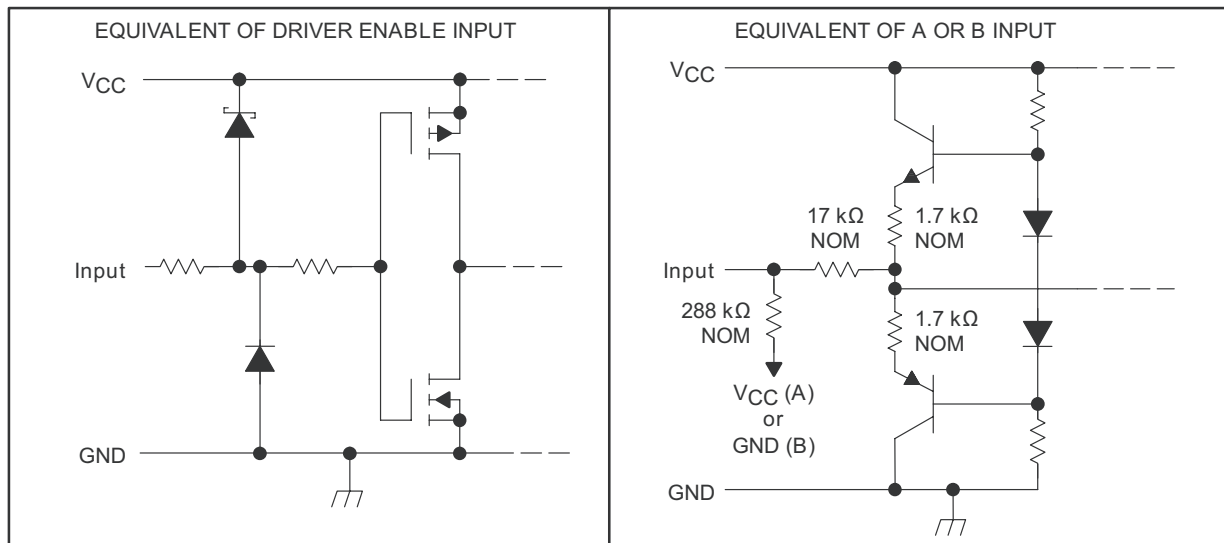 EQUIVALENT OF DRIVER ENABLE INPUT
VCC
Input
GND
EQUIVALENT OF A OR B INPUT
VCC
17 kΩ
NOM
1.7 kΩ
NOM
Input
288 kΩ
NOM
1.7 kΩ
NOM
VCC (A)
or
GND (B)
GND